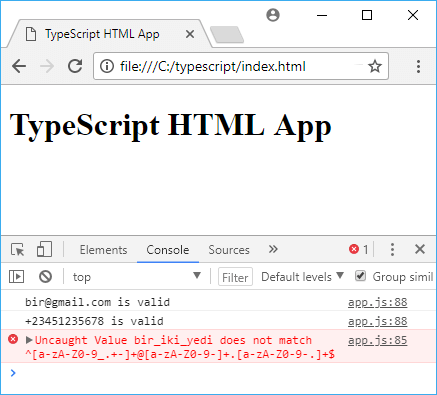 TypeScript HTML App
file:///C:/typescript/index.html
TypeScript HTML App
Elements Console Sources » 1
top Filter Default levels Group simil
bir@gmail.com is valid app.js:88
+23451235678 is valid app.js:88
Uncaught Value bir_iki_yedi does not match app.js:85
^[a-zA-Z0-9_.+-]+@[a-zA-Z0-9-]+.[a-zA-Z0-9-.]+$